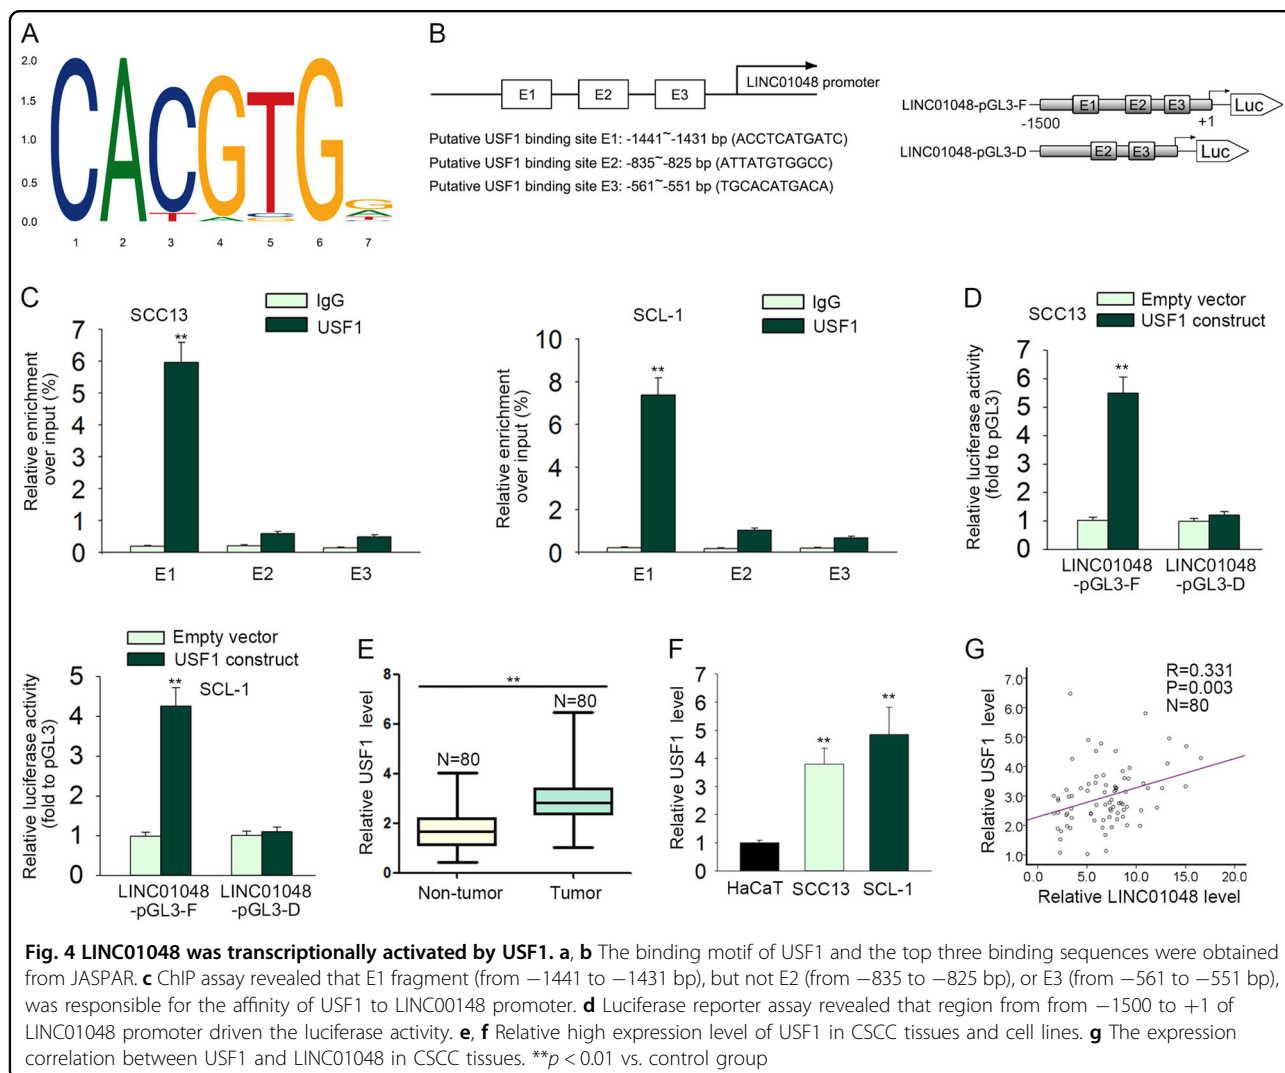 A
2.0
1.5
1.0
0.5
0.0
CACGTG
1 2 3 4 5 6 7
B
E1 E2 E3 LINC01048 promoter
Putative USF1 binding site E1: -1441~-1431 bp (ACCTCATGATC)
Putative USF1 binding site E2: -835~-825 bp (ATTATGTGGCC)
Putative USF1 binding site E3: -561~-551 bp (TGCACATGACA)
LINC01048-pGL3-F E1 E2 E3 Luc
-1500 +1
LINC01048-pGL3-D E2 E3 Luc
C
SCC13
IgG
USF1
Relative enrichment
over input (%)
7
6
5
4
3
2
1
0
**
E1 E2 E3
SCL-1
IgG
USF1
Relative enrichment
over input (%)
10
8
6
4
2
0
**
E1 E2 E3
D
SCC13
Empty vector
USF1 construct
Relative luciferase activity
(fold to pGL3)
7
6
5
4
3
2
1
0
**
LINC01048 LINC01048
-pGL3-F -pGL3-D
Empty vector
USF1 construct
SCL-1
Relative luciferase activity
(fold to pGL3)
5
4
3
2
1
0
**
LINC01048 LINC01048
-pGL3-F -pGL3-D
E
Relative USF1 level
8
6
4
2
0
**
N=80
N=80
Non-tumor Tumor
F
Relative USF1 level
7
6
5
4
3
2
1
0
**
**
HaCaT SCC13 SCL-1
G
R=0.331
P=0.003
N=80
Relative USF1 level
7.0
6.0
5.0
4.0
3.0
2.0
1.0
0.0 5.0 10.0 15.0 20.0
Relative LINC01048 level
Fig. 4 LINC01048 was transcriptionally activated by USF1. a, b The binding motif of USF1 and the top three binding sequences were obtained
from JASPAR. c ChIP assay revealed that E1 fragment (from −1441 to −1431 bp), but not E2 (from −835 to −825 bp), or E3 (from −561 to −551 bp),
was responsible for the affinity of USF1 to LINC00148 promoter. d Luciferase reporter assay revealed that region from from −1500 to +1 of
LINC01048 promoter driven the luciferase activity. e, f Relative high expression level of USF1 in CSCC tissues and cell lines. g The expression
correlation between USF1 and LINC01048 in CSCC tissues. **p < 0.01 vs. control group